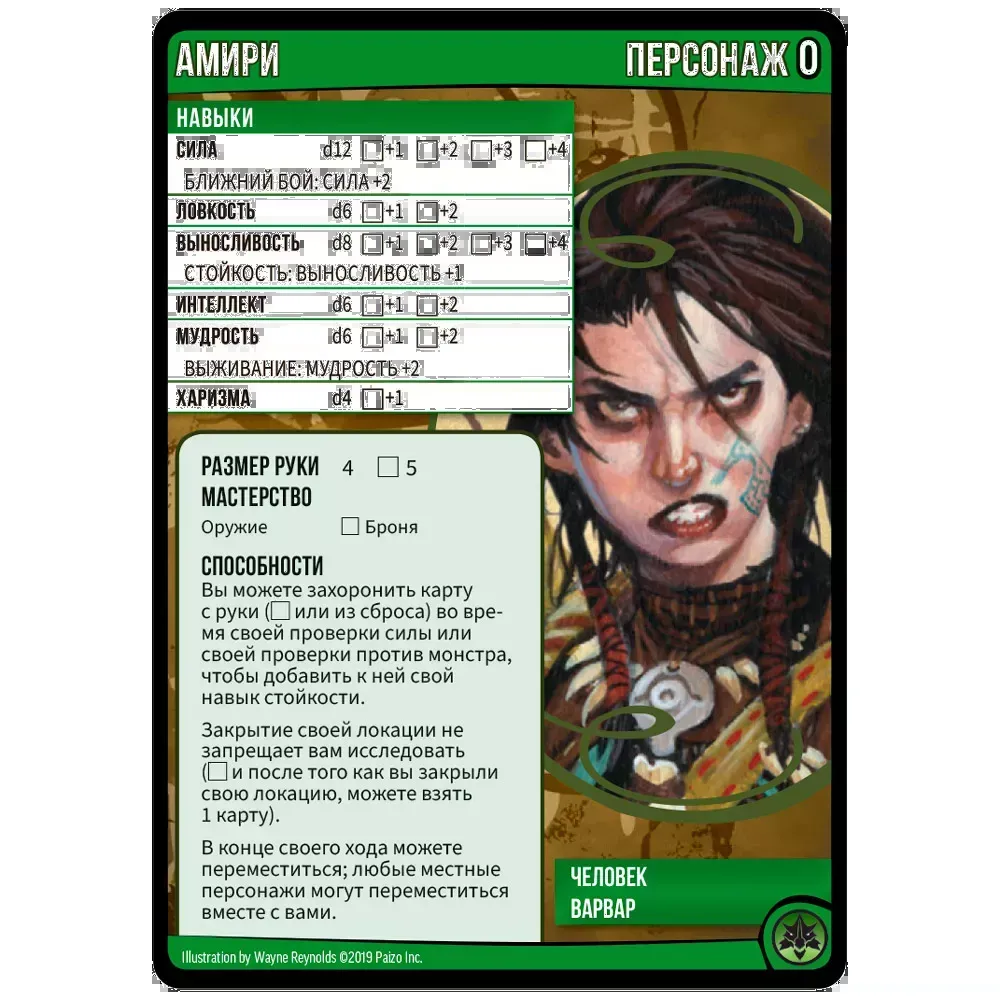 АМИРИ
ПЕРСОНАЖ 0
НАВЫКИ
СИЛА d12 □+1 □+2 □+3 □+4
БЛИЖНИЙ БОЙ: СИЛА +2
ЛОВКОСТЬ d6 □+1 □+2
ВЫНОСЛИВОСТЬ d8 □+1 □+2 □+3 □+4
СТОЙКОСТЬ: ВЫНОСЛИВОСТЬ +1
ИНТЕЛЛЕКТ d6 □+1 □+2
МУДРОСТЬ d6 □+1 □+2
ВЫЖИВАНИЕ: МУДРОСТЬ +2
ХАРИЗМА d4 □+1
РАЗМЕР РУКИ 4 □ 5
МАСТЕРСТВО
Оружие □ Броня
СПОСОБНОСТИ
Вы можете захоронить карту
с руки (□ или из сброса) во вре-
мя своей проверки силы или
своей проверки против монстра,
чтобы добавить к ней свой
навык стойкости.
Закрытие своей локации не
запрещает вам исследовать
(□ и после того как вы закрыли
свою локацию, можете взять
1 карту).
В конце своего хода можете
переместиться; любые местные
персонажи могут переместиться
вместе с вами.
ЧЕЛОВЕК
ВАРВАР
Illustration by Wayne Reynolds ©2019 Paizo Inc.